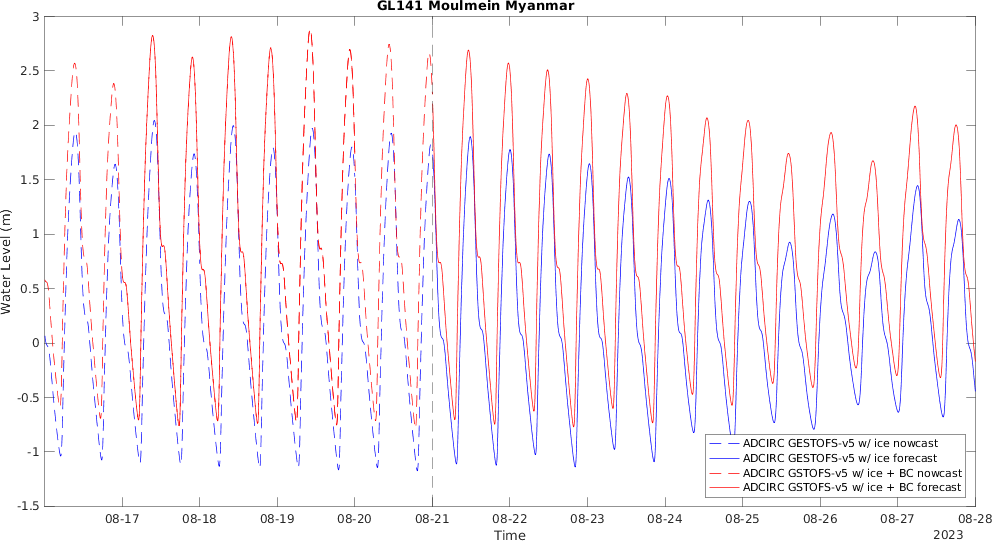 GL141 Moulmein Myanmar
3
2.5
2
1.5
1
0.5
0
-0.5
-1
-1.5
Water Level (m)
08-17 08-18 08-19 08-20 08-21 08-22 08-23 08-24 08-25 08-26 08-27 08-28
Time
2023
ADCIRC GESTOFS-v5 w/ ice nowcast
ADCIRC GESTOFS-v5 w/ ice forecast
ADCIRC GSTOFS-v5 w/ ice + BC nowcast
ADCIRC GSTOFS-v5 w/ ice + BC forecast